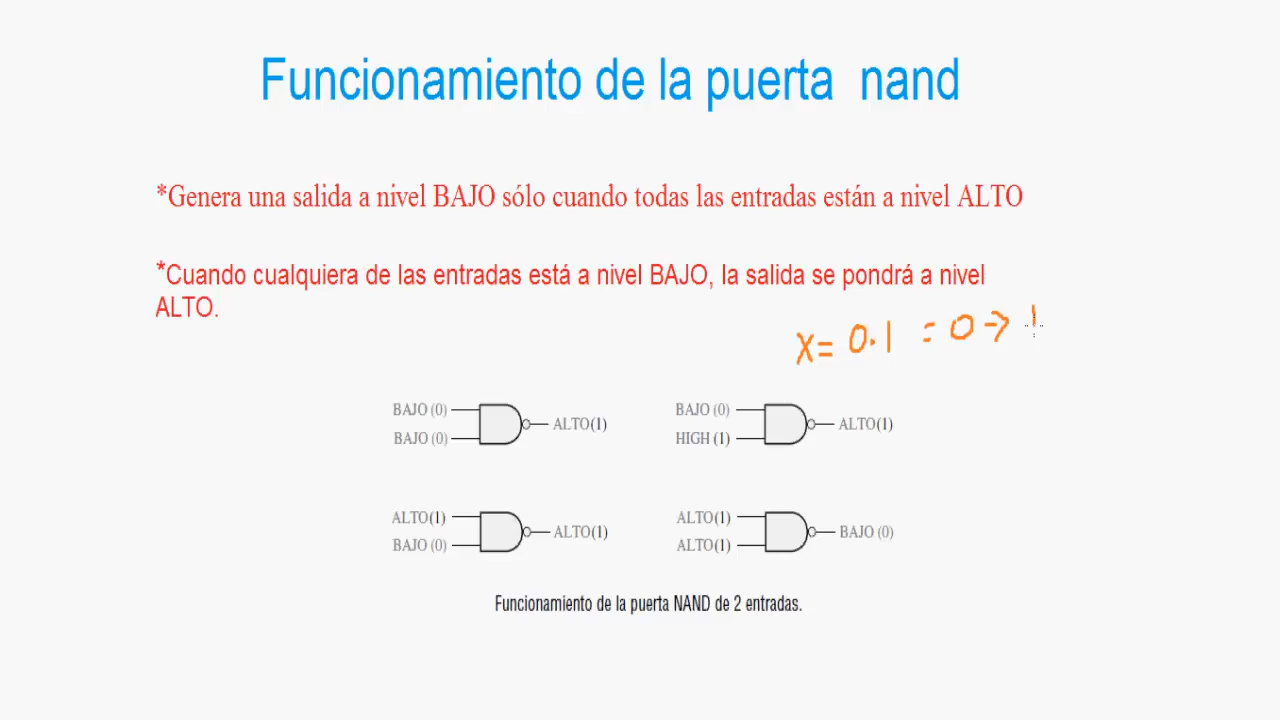 Funcionamiento de la puerta nand
*Genera una salida a nivel BAJO sólo cuando todas las entradas están a nivel ALTO
*Cuando cualquiera de las entradas está a nivel BAJO, la salida se pondrá a nivel
ALTO.
X= 0.1 = 0 → 1
BAJO (0)
BAJO (0)
ALTO(1)
BAJO (0)
HIGH (1)
ALTO(1)
ALTO(1)
BAJO (0)
ALTO(1)
ALTO(1)
ALTO(1)
BAJO (0)
Funcionamiento de la puerta NAND de 2 entradas.